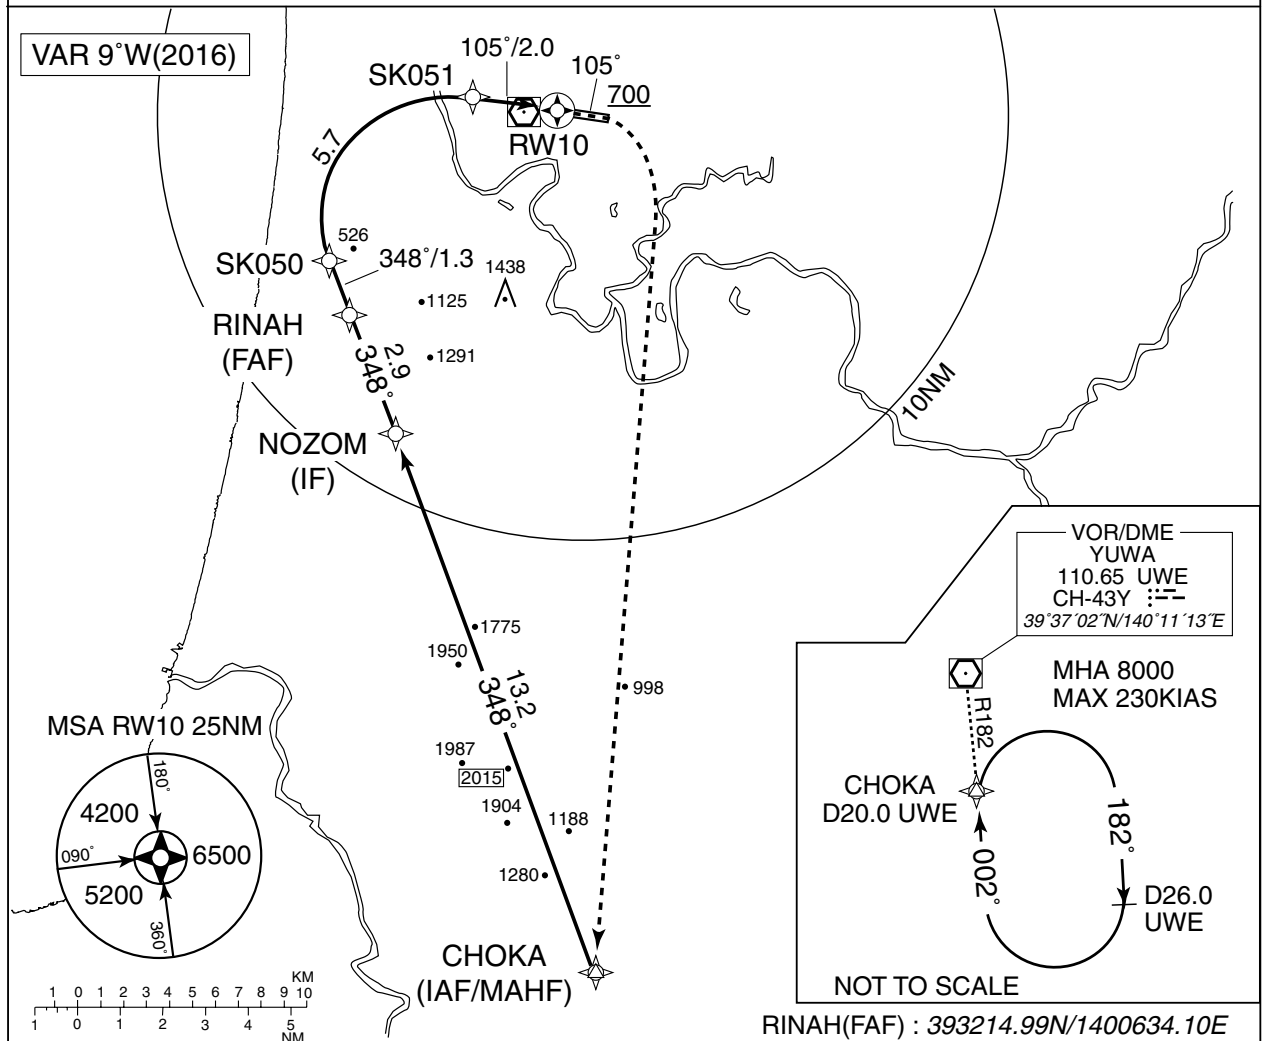 VAR 9˚W(2016)
105˚/2.0
SK051
105˚
700
RW10
5.7
526
SK050
348˚/1.3
1438
1125
RINAH
(FAF)
2.9
348˚
1291
10NM
NOZOM
(IF)
VOR/DME
YUWA
110.65 UWE
CH-43Y
39˚37´02˝N/140˚11´13˝E
1775
1950
13.2
348˚
998
R182
MHA 8000
MAX 230KIAS
MSA RW10 25NM
180˚
4200
090˚
6500
5200
360˚
1987
2015
1904
1188
1280
CHOKA
D20.0 UWE
182˚
002˚
D26.0
UWE
CHOKA
(IAF/MAHF)
NOT TO SCALE
KM
1 0 1 2 3 4 5 6 7 8 9 10
1 0 1 2 3 4 5
NM
RINAH(FAF) : 393214.99N/1400634.10E